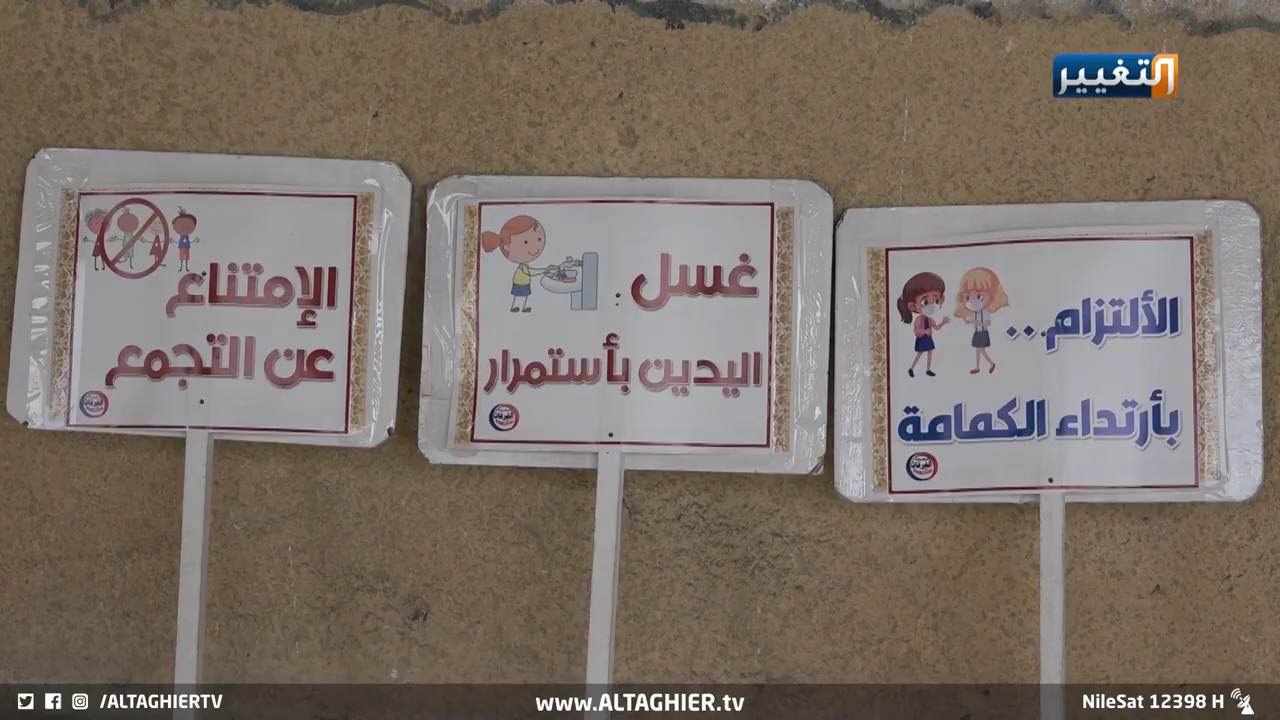 التغيير
الألتزام..
بأرتداء الكمامة
غسل
اليدين بأستمرار
الإمتناع
عن التجمع
/ALTAGHIERTV
www.ALTAGHIER.tv
NileSat 12398 H